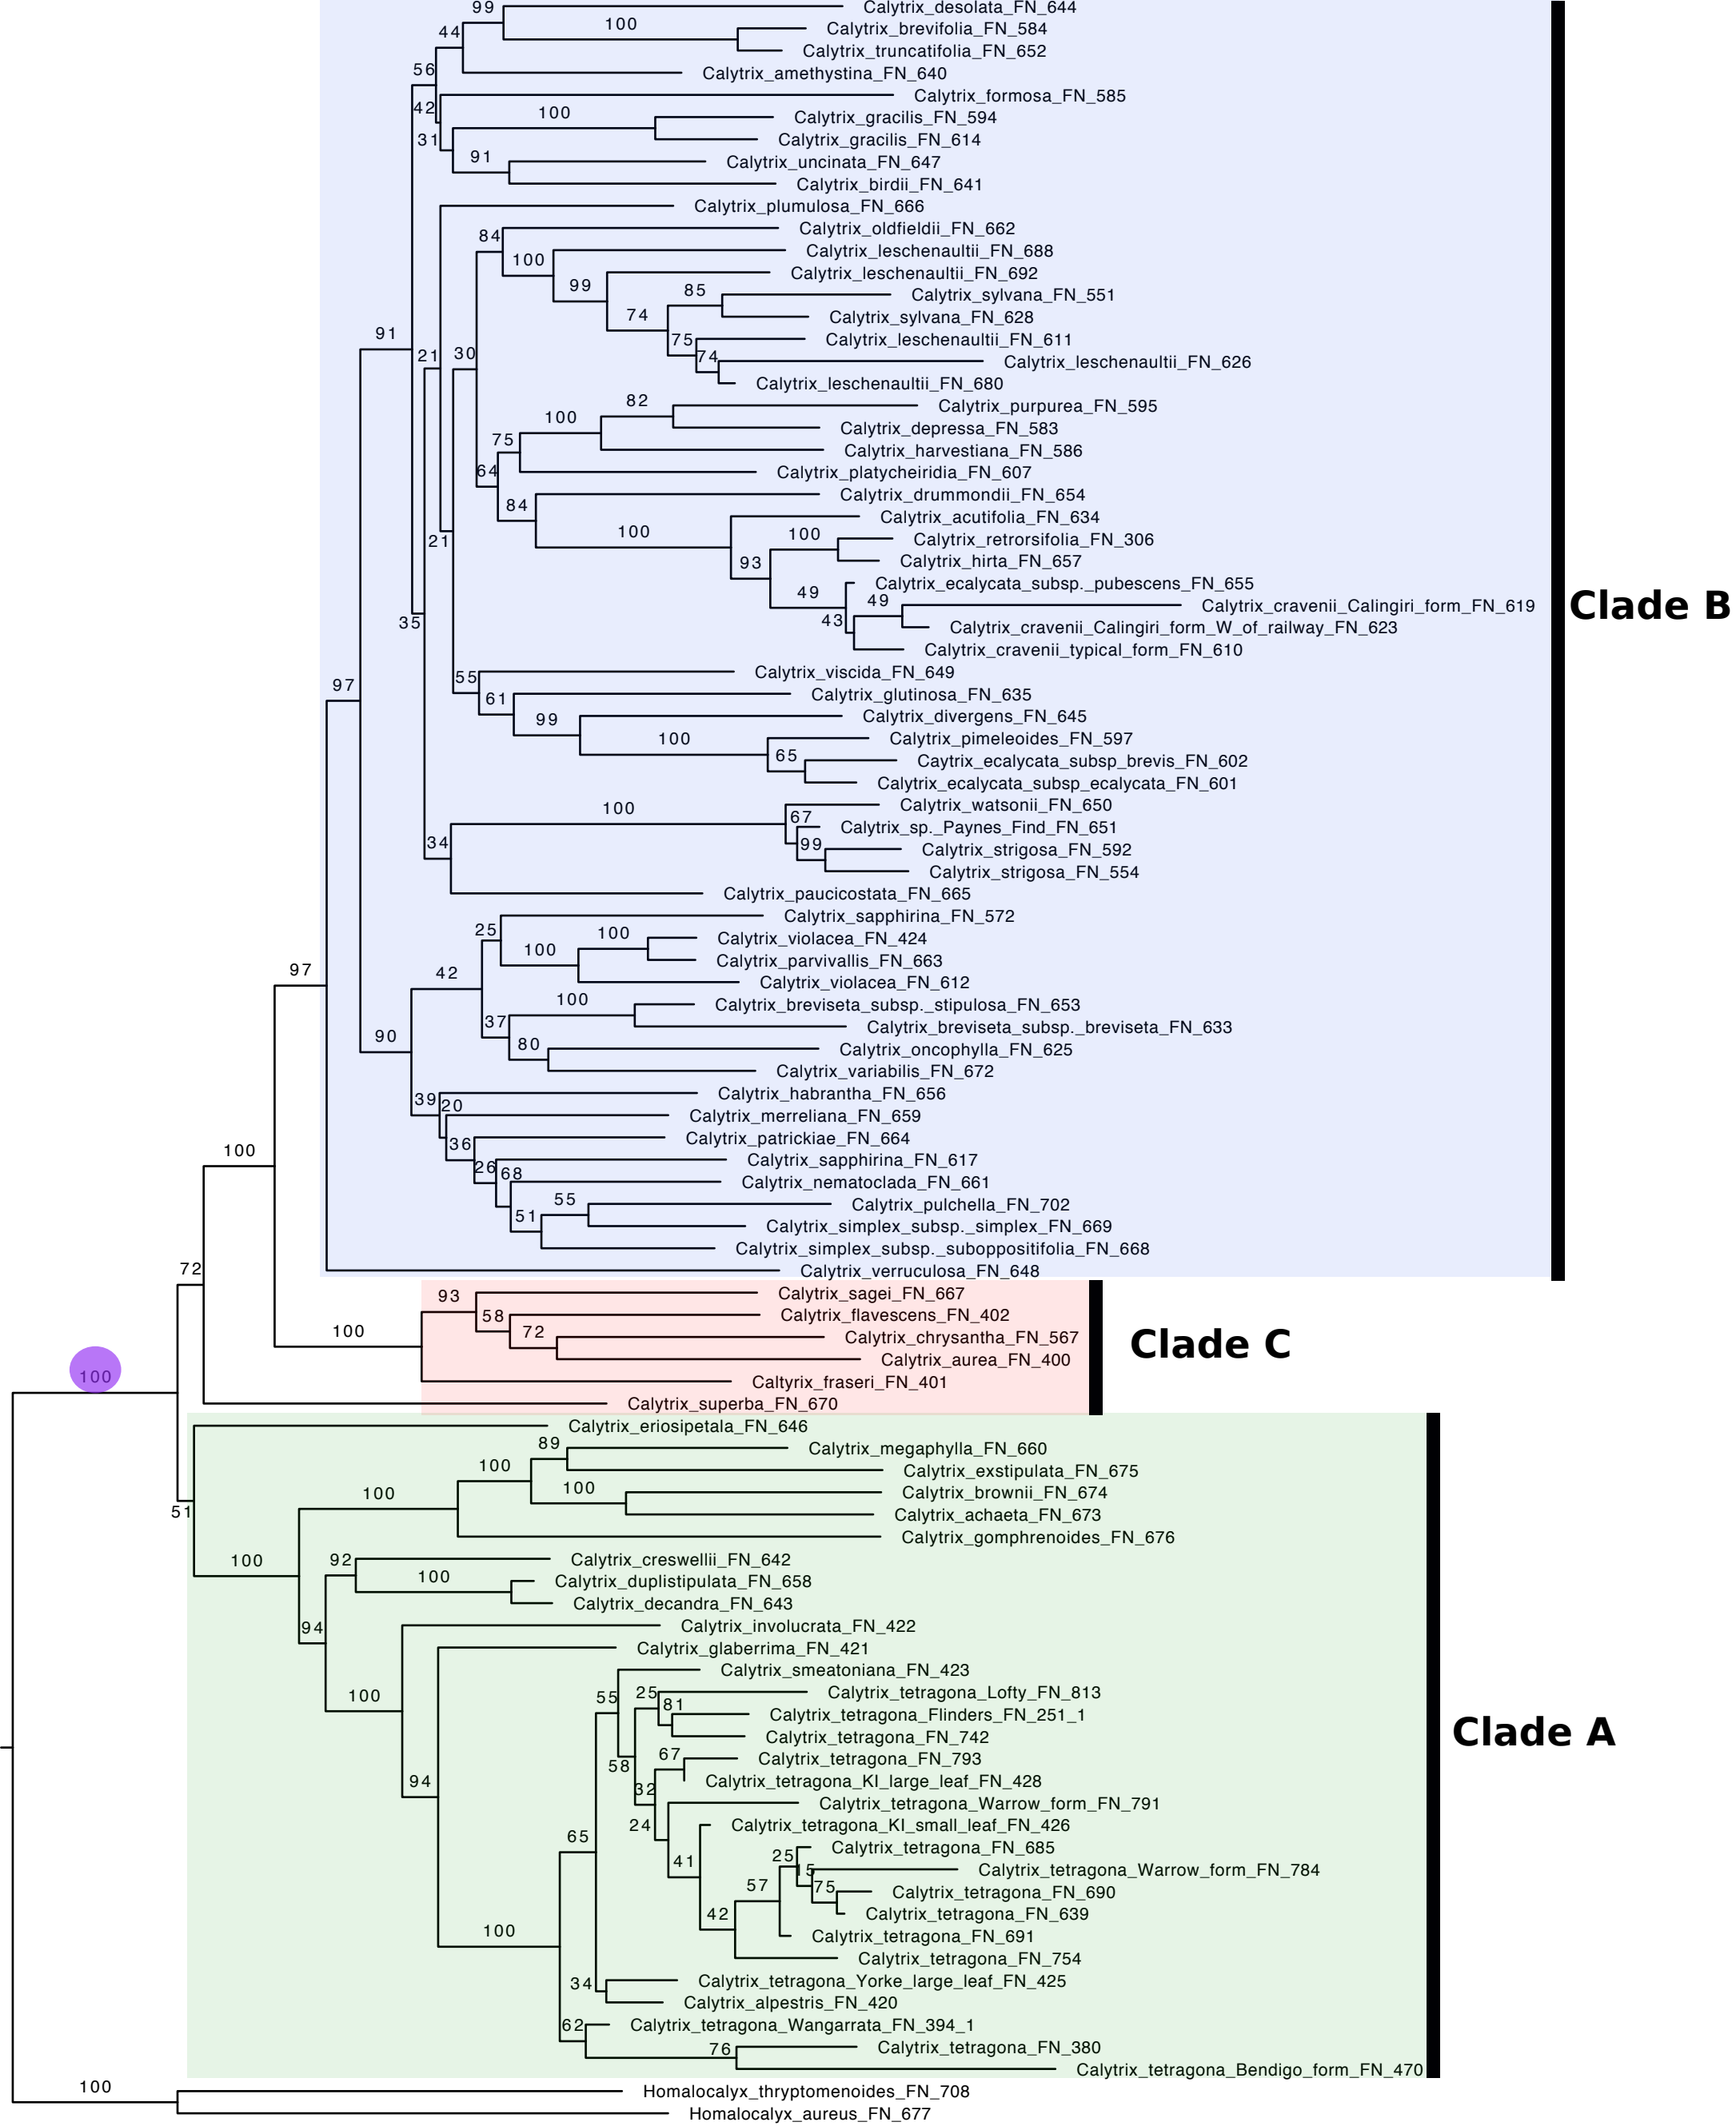 99
Calytrix_desolata_FN_644
100
Calytrix_brevifolia_FN_584
44
Calytrix_truncatifolia_FN_652
56
Calytrix_amethystina_FN_640
42
Calytrix_formosa_FN_585
100
Calytrix_gracilis_FN_594
31
Calytrix_gracilis_FN_614
91
Calytrix_uncinata_FN_647
Calytrix_birdii_FN_641
Calytrix_plumulosa_FN_666
84
Calytrix_oldfieldii_FN_662
100
Calytrix_leschenaultii_FN_688
99
Calytrix_leschenaultii_FN_692
85
Calytrix_sylvana_FN_551
74
Calytrix_sylvana_FN_628
91
75
Calytrix_leschenaultii_FN_611
21
30
74
Calytrix_leschenaultii_FN_626
Calytrix_leschenaultii_FN_680
82
Calytrix_purpurea_FN_595
100
Calytrix_depressa_FN_583
75
Calytrix_harvestiana_FN_586
64
Calytrix_platycheiridia_FN_607
84
Calytrix_drummondii_FN_654
100
Calytrix_acutifolia_FN_634
21
100
Calytrix_retrorsifolia_FN_306
93
Calytrix_hirta_FN_657
49
Calytrix_ecalycata_subsp._pubescens_FN_655
49
Calytrix_cravenii_Calingiri_form_FN_619
Clade B
35
43
Calytrix_cravenii_Calingiri_form_W_of_railway_FN_623
Calytrix_cravenii_typical_form_FN_610
55
Calytrix_viscida_FN_649
97
61
Calytrix_glutinosa_FN_635
99
Calytrix_divergens_FN_645
100
Calytrix_pimeleoides_FN_597
65
Caytrix_ecalycata_subsp_brevis_FN_602
Calytrix_ecalycata_subsp_ecalycata_FN_601
100
Calytrix_watsonii_FN_650
67
Calytrix_sp._Paynes_Find_FN_651
34
99
Calytrix_strigosa_FN_592
Calytrix_strigosa_FN_554
Calytrix_paucicostata_FN_665
25
Calytrix_sapphirina_FN_572
100
Calytrix_violacea_FN_424
100
Calytrix_parvivallis_FN_663
97
42
Calytrix_violacea_FN_612
100
Calytrix_breviseta_subsp._stipulosa_FN_653
37
Calytrix_breviseta_subsp._breviseta_FN_633
90
80
Calytrix_oncophylla_FN_625
Calytrix_variabilis_FN_672
39
20
Calytrix_habrantha_FN_656
Calytrix_merreliana_FN_659
100
36
Calytrix_patrickiae_FN_664
26
68
Calytrix_sapphirina_FN_617
Calytrix_nematoclada_FN_661
55
Calytrix_pulchella_FN_702
51
Calytrix_simplex_subsp._simplex_FN_669
Calytrix_simplex_subsp._suboppositifolia_FN_668
72
Calytrix_verruculosa_FN_648
93
Calytrix_sagei_FN_667
58
Calytrix_flavescens_FN_402
100
72
Calytrix_chrysantha_FN_567
Clade C
Calytrix_aurea_FN_400
100
Caltyrix_fraseri_FN_401
Calytrix_superba_FN_670
Calytrix_eriosipetala_FN_646
89
Calytrix_megaphylla_FN_660
100
Calytrix_exstipulata_FN_675
100
100
Calytrix_brownii_FN_674
51
Calytrix_achaeta_FN_673
Calytrix_gomphrenoides_FN_676
100
92
Calytrix_creswellii_FN_642
100
Calytrix_duplistipulata_FN_658
Calytrix_decandra_FN_643
94
Calytrix_involucrata_FN_422
Calytrix_glaberrima_FN_421
Calytrix_smeatoniana_FN_423
100
55
25
Calytrix_tetragona_Lofty_FN_813
81
Calytrix_tetragona_Flinders_FN_251_1
Clade A
Calytrix_tetragona_FN_742
58
67
Calytrix_tetragona_FN_793
94
32
Calytrix_tetragona_KI_large_leaf_FN_428
Calytrix_tetragona_Warrow_form_FN_791
24
Calytrix_tetragona_KI_small_leaf_FN_426
65
41
25
Calytrix_tetragona_FN_685
15
Calytrix_tetragona_Warrow_form_FN_784
57
75
Calytrix_tetragona_FN_690
42
Calytrix_tetragona_FN_639
100
Calytrix_tetragona_FN_691
Calytrix_tetragona_FN_754
34
Calytrix_tetragona_Yorke_large_leaf_FN_425
Calytrix_alpestris_FN_420
62
Calytrix_tetragona_Wangarrata_FN_394_1
76
Calytrix_tetragona_FN_380
Calytrix_tetragona_Bendigo_form_FN_470
100
Homalocalyx_thryptomenoides_FN_708
Homalocalyx_aureus_FN_677